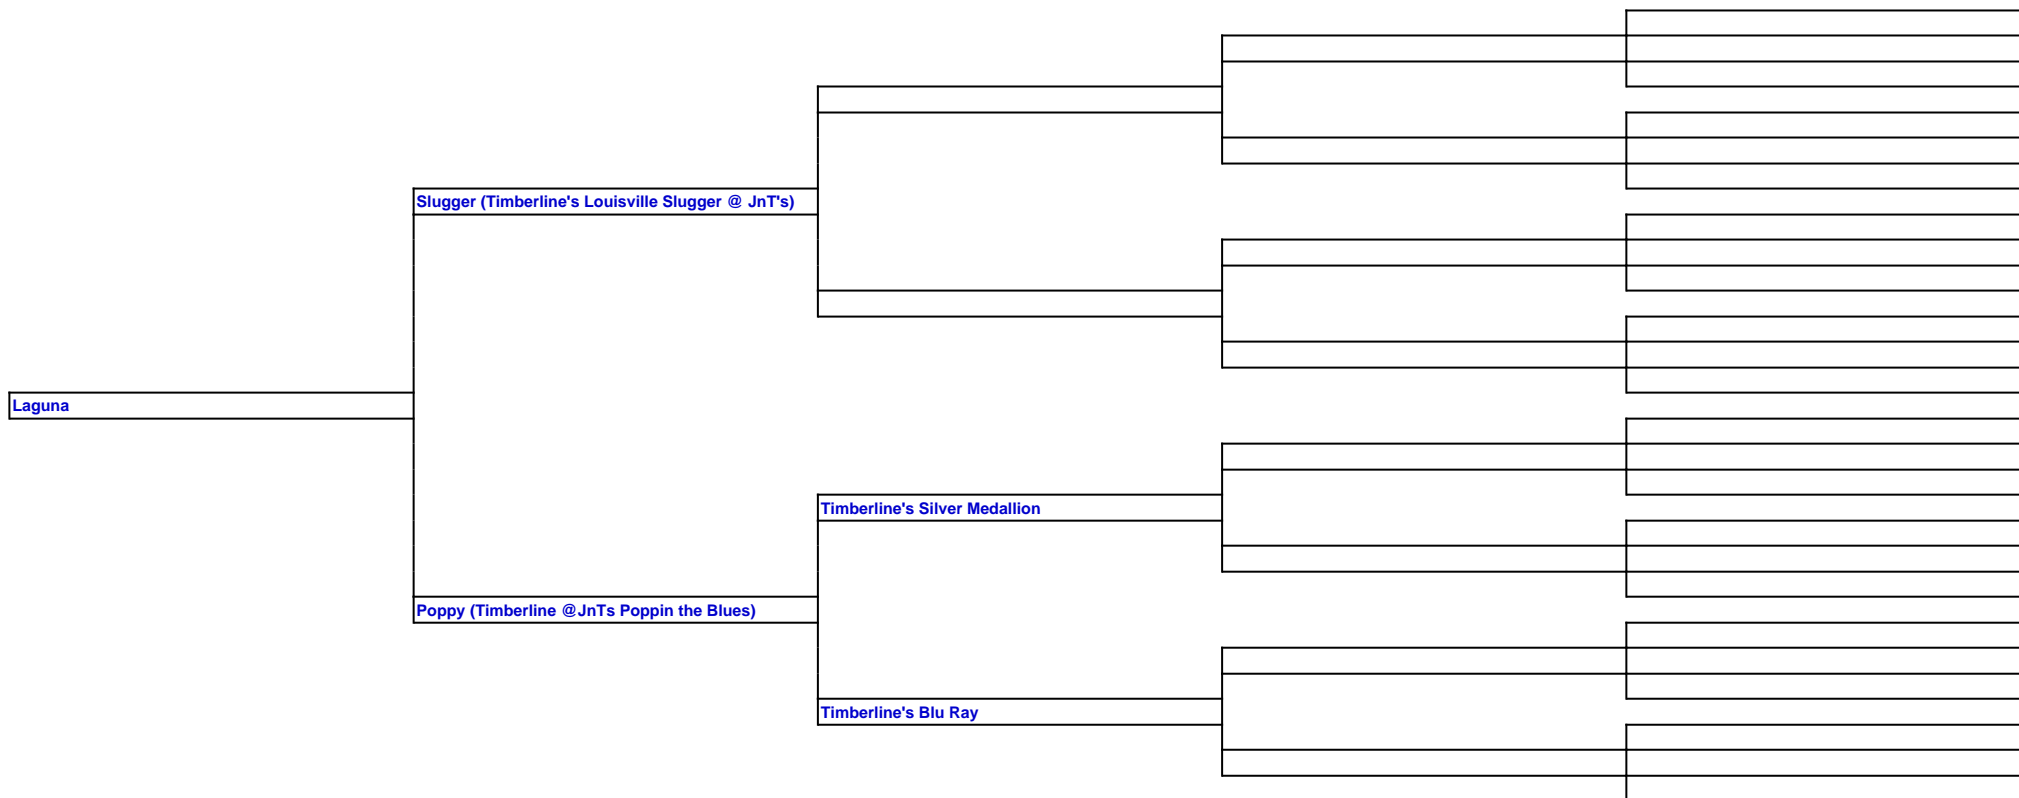 Slugger (Timberline's Louisville Slugger @ JnT's)
Laguna
Timberline's Silver Medallion
Poppy (Timberline @JnTs Poppin the Blues)
Timberline's Blu Ray